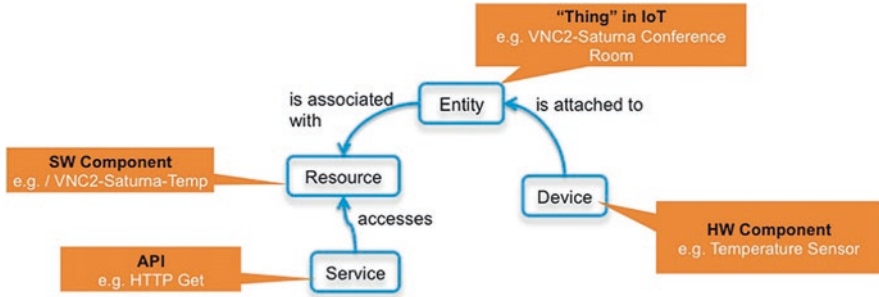 “Thing” in IoT
e.g. VNC2-Saturna Conference
Room
is associated
with
Entity
is attached to
SW Component
e.g. / VNC2-Saturna-Temp
Resource
Device
accesses
HW Component
e.g. Temperature Sensor
API
e.g. HTTP Get
Service